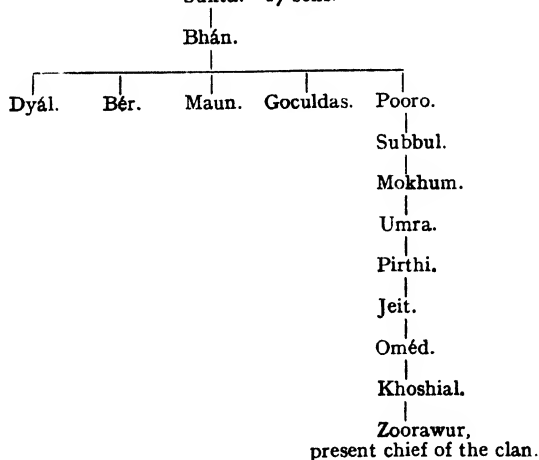 Bhán.
Dyál. Bér. Maun. Goculdas. Pooro.
Subbul.
Mokhum.
Umra.
Pirthi.
Jeit.
Oméd.
Khoshial.
Zoorawur,
present chief of the clan.